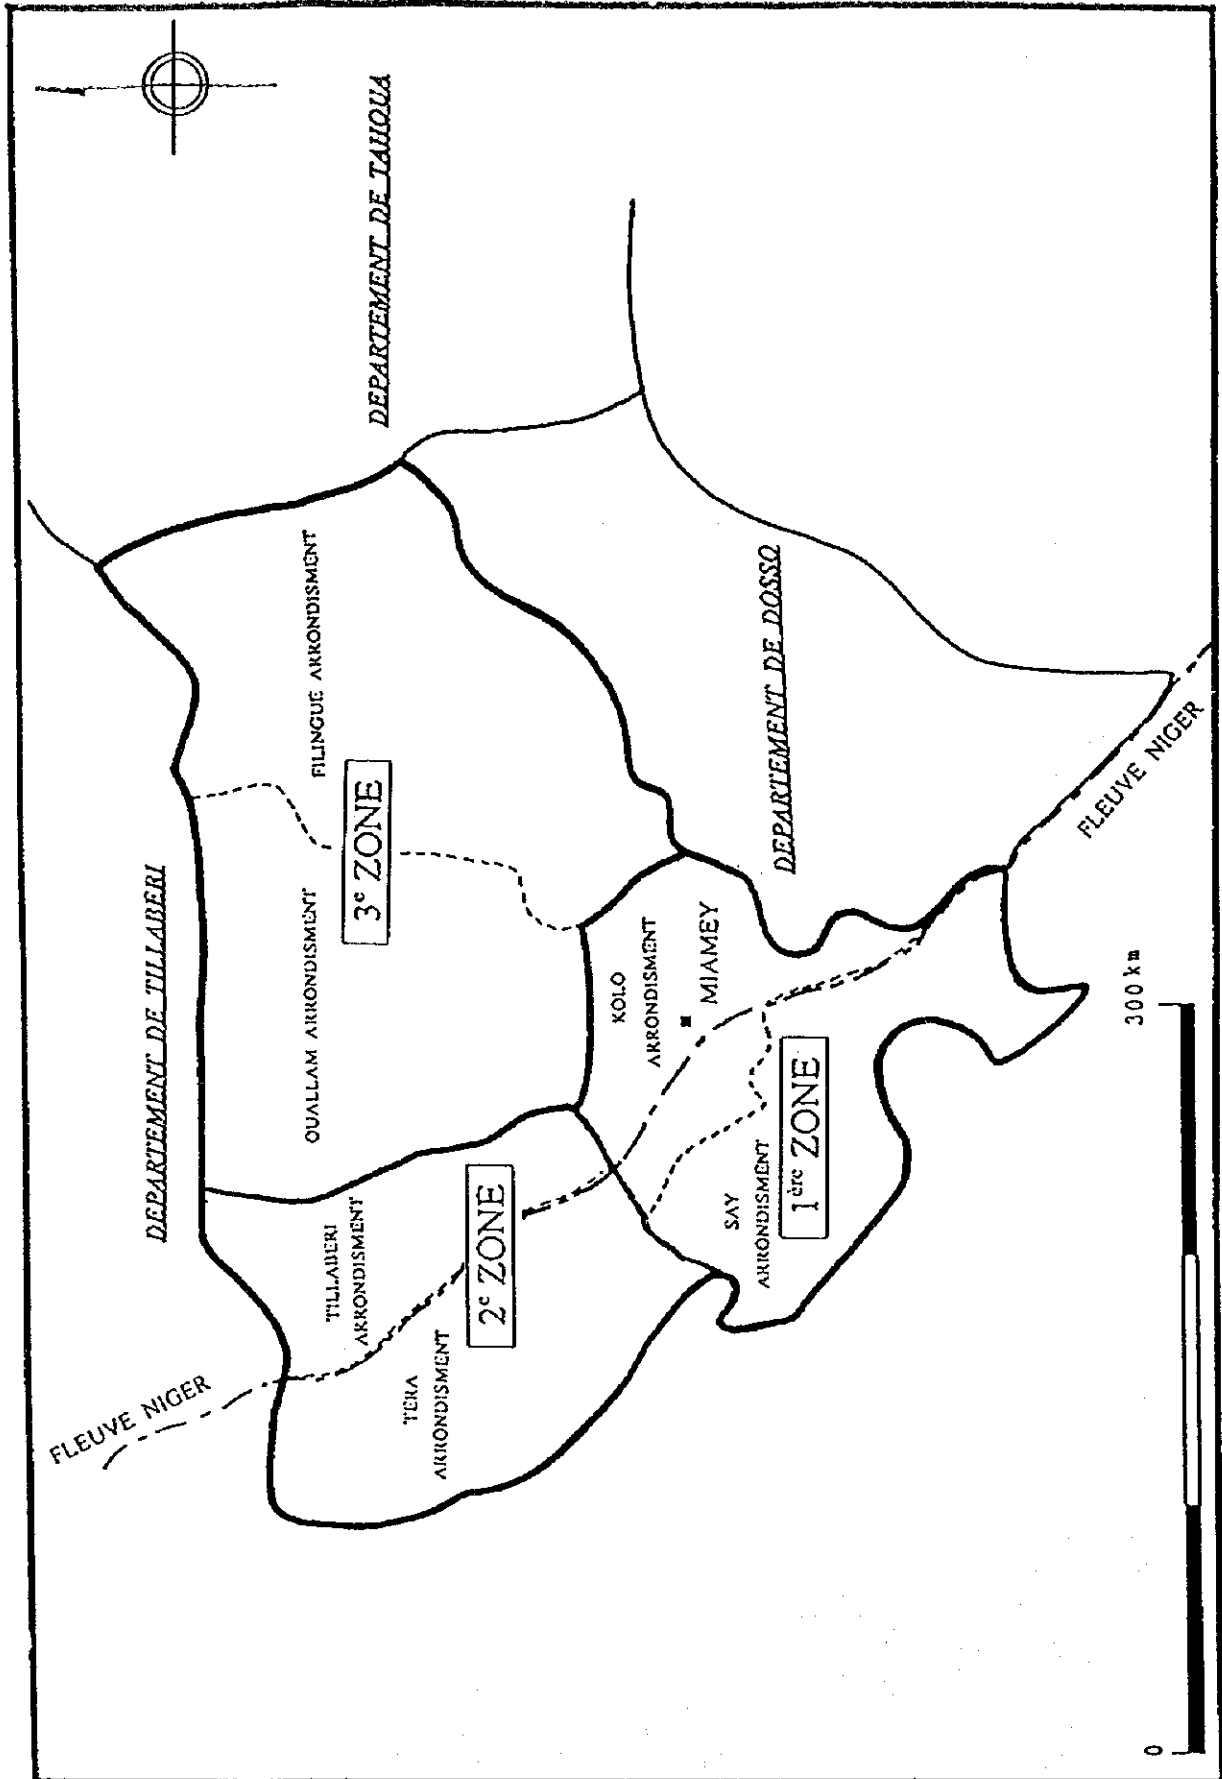 DEPARTEMENT DE TILLABERI
DEPARTEMENT DE TAHOUA
FLEUVE NIGER
TILLABERI
ARRONDISMENT
OUALLAM ARRONDISMENT
FILINGUE ARRONDISMENT
3e ZONE
TERA
ARRONDISMENT
2e ZONE
KOLO
ARRONDISMENT
MIAMEY
SAY
ARRONDISMENT
1ère ZONE
DEPARTEMENT DE DOSSO
FLEUVE NIGER
0
300 km